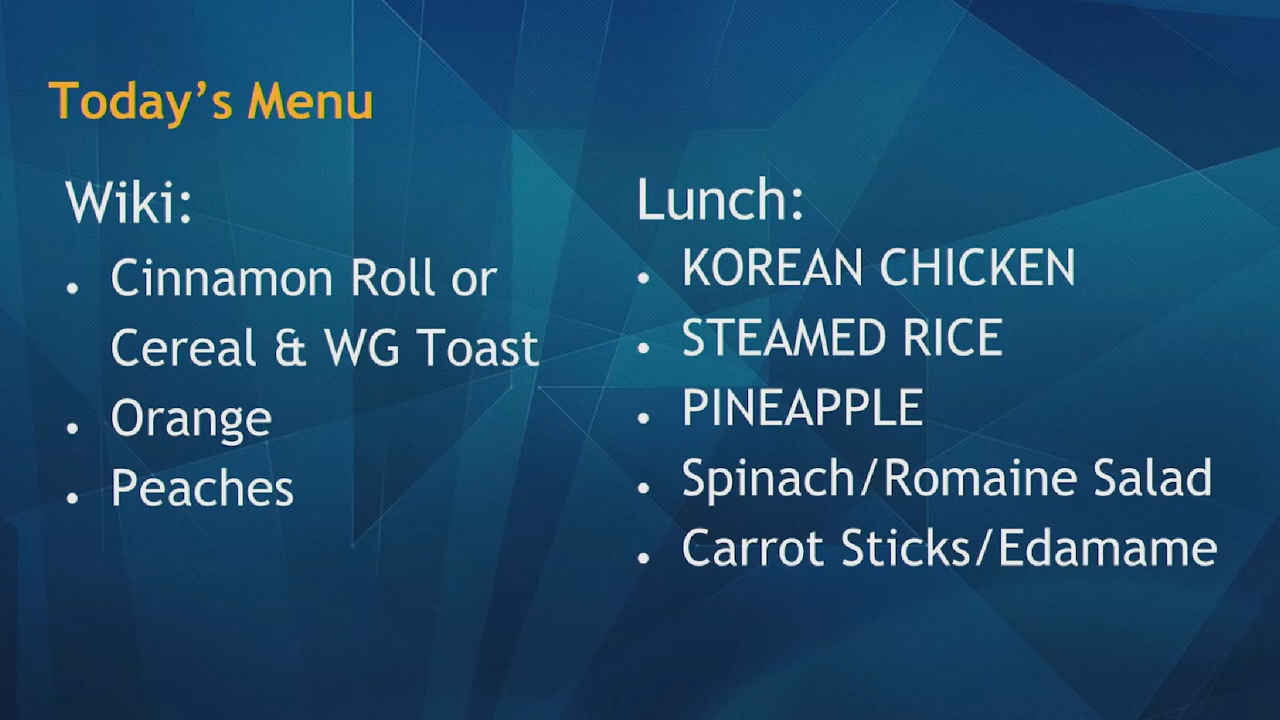 Today’s Menu
Wiki:
• Cinnamon Roll or
Cereal & WG Toast
• Orange
• Peaches
Lunch:
• KOREAN CHICKEN
• STEAMED RICE
• PINEAPPLE
• Spinach/Romaine Salad
• Carrot Sticks/Edamame